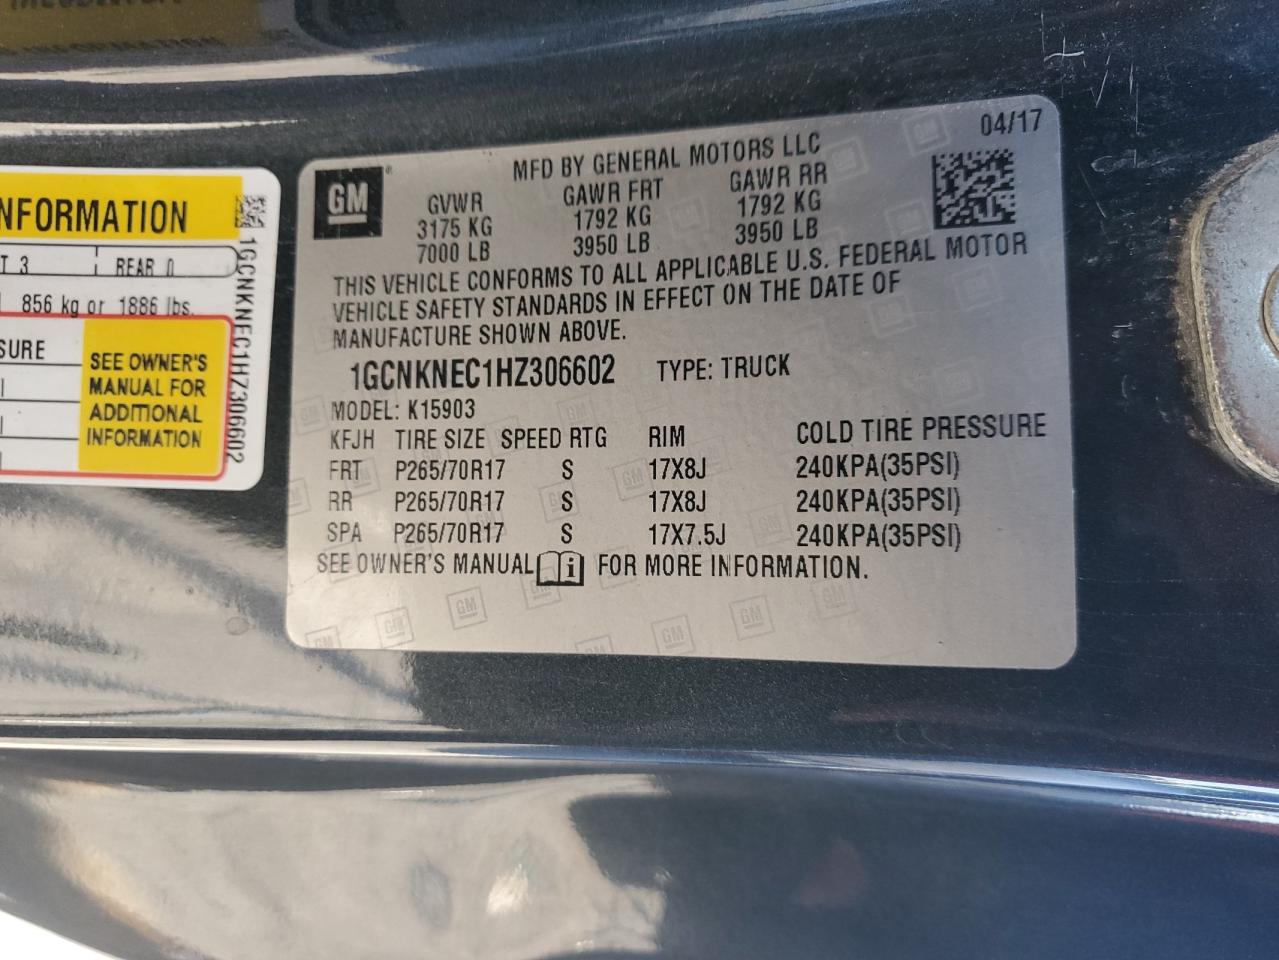 NFORMATION
T 3 REAR 0
856 kg or 1886 lbs.
SURE
SEE OWNER'S
MANUAL FOR
ADDITIONAL
INFORMATION
1GCNKNEC1HZ306602
GM
®
MFD BY GENERAL MOTORS LLC
04/17
GVWR GAWR FRT GAWR RR
3175 KG 1792 KG 1792 KG
7000 LB 3950 LB 3950 LB
THIS VEHICLE CONFORMS TO ALL APPLICABLE U.S. FEDERAL MOTOR
VEHICLE SAFETY STANDARDS IN EFFECT ON THE DATE OF
MANUFACTURE SHOWN ABOVE.
1GCNKNEC1HZ306602 TYPE: TRUCK
MODEL: K15903
KFJH TIRE SIZE SPEED RTG RIM COLD TIRE PRESSURE
FRT P265/70R17 S 17X8J 240KPA(35PSI)
RR P265/70R17 S 17X8J 240KPA(35PSI)
SPA P265/70R17 S 17X7.5J 240KPA(35PSI)
SEE OWNER'S MANUAL i FOR MORE INFORMATION.